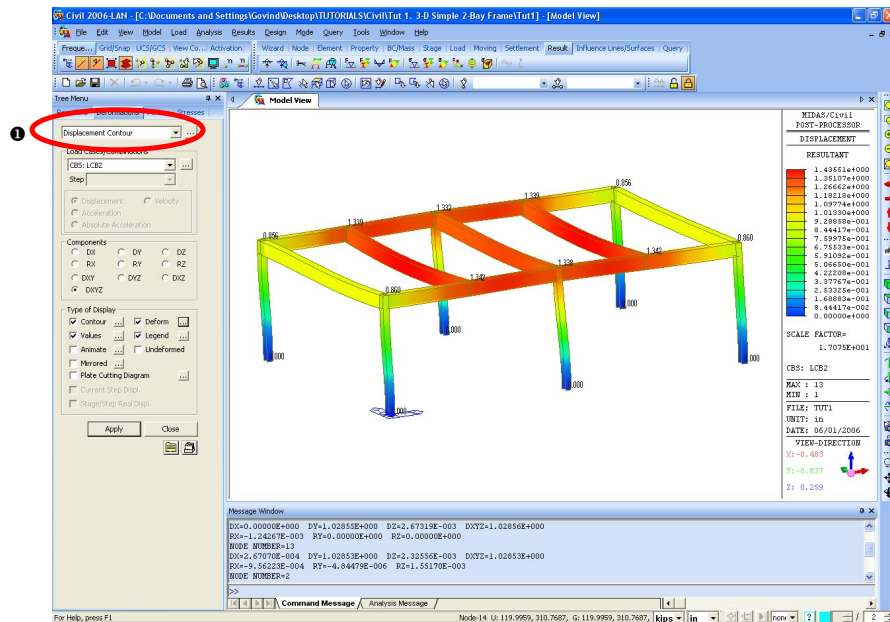 Civil 2006-LAN - [C:\Documents and Settings\Govind\Desktop\TUTORIALS\Civil\Tut 1. 3-D Simple 2-Bay Frame\Tut1] - [Model View]
File Edit View Model Load Analysis Results Design Mode Query Tools Window Help
Freque... Grid/Snap UCS/GCS View Co... Activation Wizard Node Element Property BC/Mass Stage Load Moving Settlement Result Influence Lines/Surfaces Query
Tree Menu
Deformations Stresses
Model View
❶
Displacement Contour
Load Cases/Combinations
CBS: LCB2
Step
Displacement Velocity
Acceleration
Absolute Acceleration
Components
DX DY DZ
RX RY RZ
DXY DYZ DXZ
DXYZ
Type of Display
Contour ... Deform ...
Values ... Legend ...
Animate ... Undeformed
Mirrored ...
Plate Cutting Diagram ...
Current Step Displ.
Stage/Step Real Displ.
Apply Close
0.856
1.339
1.332
1.339
0.856
0.860
1.342
1.338
1.342
0.860
0.000
0.000
0.000
0.000
0.000
0.000
MIDAS/Civil
POST-PROCESSOR
DISPLACEMENT
RESULTANT
1.43551e+000
1.35107e+000
1.26662e+000
1.18218e+000
1.09774e+000
1.01330e+000
9.28858e-001
8.44417e-001
7.59975e-001
6.75533e-001
5.91092e-001
5.06650e-001
4.22208e-001
3.37767e-001
2.53325e-001
1.68883e-001
8.44417e-002
0.00000e+000
SCALE FACTOR=
1.7075E+001
CBS: LCB2
MAX : 13
MIN : 1
FILE: TUT1
UNIT: in
DATE: 06/01/2006
VIEW-DIRECTION
X:-0.483
Y:-0.837
Z: 0.259
Message Window
DX=0.00000E+000 DY=1.02855E+000 DZ=2.67319E-003 DXYZ=1.02856E+000
RX=-1.24267E-003 RY=0.00000E+000 RZ=0.00000E+000
NODE NUMBER=13
DX=2.67070E-004 DY=1.02853E+000 DZ=2.32556E-003 DXYZ=1.02853E+000
RX=-9.56223E-004 RY=-4.84479E-006 RZ=1.55170E-003
NODE NUMBER=2
>>
Command Message Analysis Message
For Help, press F1
Node-14 U: 119.9959, 310.7687, G: 119.9959, 310.7687, kips in non 2